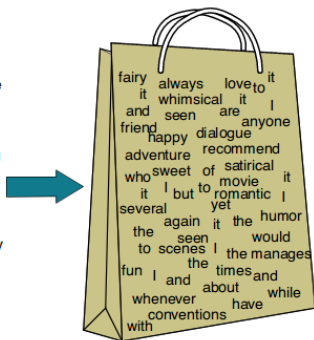 fairy always love to it
it whimsical it I
and seen are anyone
friend happy dialogue
adventure recommend
who sweet of satirical it
it I but to romantic I
several yet
again it the humor
the seen would
to scenes I the manages
fun I and the times and
about while
whenever have
conventions
with